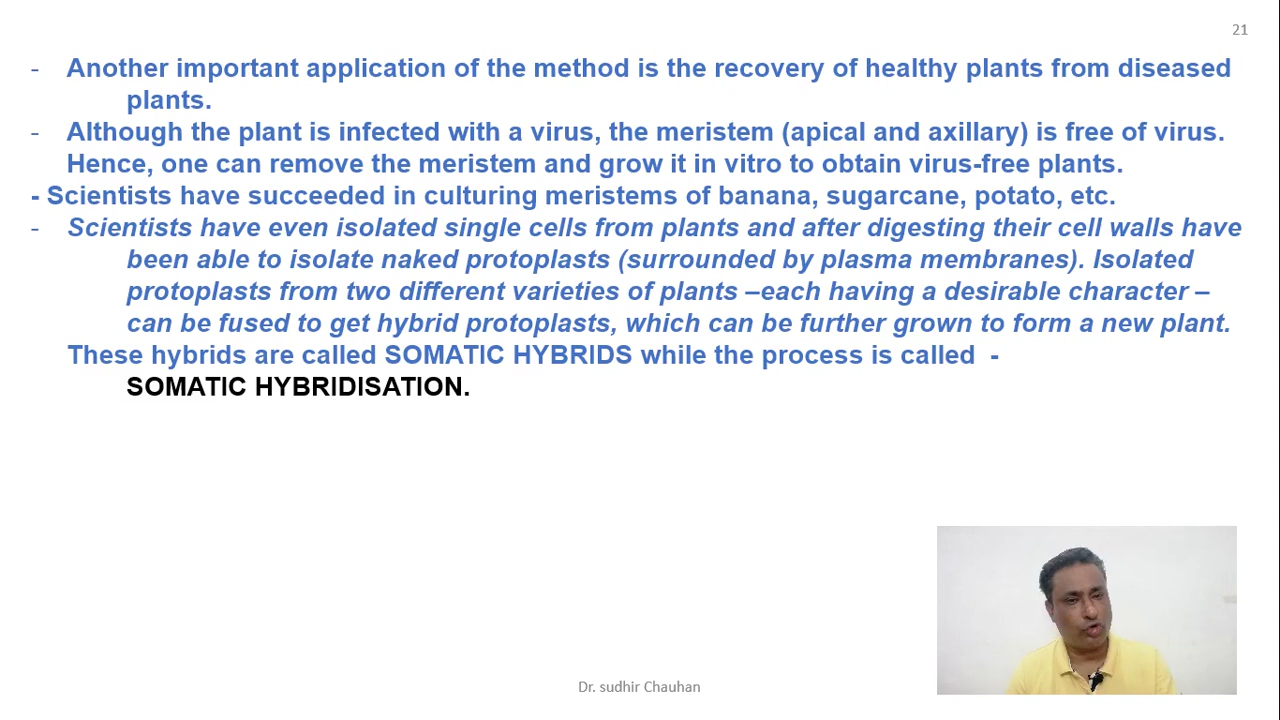 21
- Another important application of the method is the recovery of healthy plants from diseased
plants.
- Although the plant is infected with a virus, the meristem (apical and axillary) is free of virus.
Hence, one can remove the meristem and grow it in vitro to obtain virus-free plants.
- Scientists have succeeded in culturing meristems of banana, sugarcane, potato, etc.
- Scientists have even isolated single cells from plants and after digesting their cell walls have
been able to isolate naked protoplasts (surrounded by plasma membranes). Isolated
protoplasts from two different varieties of plants –each having a desirable character –
can be fused to get hybrid protoplasts, which can be further grown to form a new plant.
These hybrids are called SOMATIC HYBRIDS while the process is called -
SOMATIC HYBRIDISATION.
Dr. sudhir Chauhan